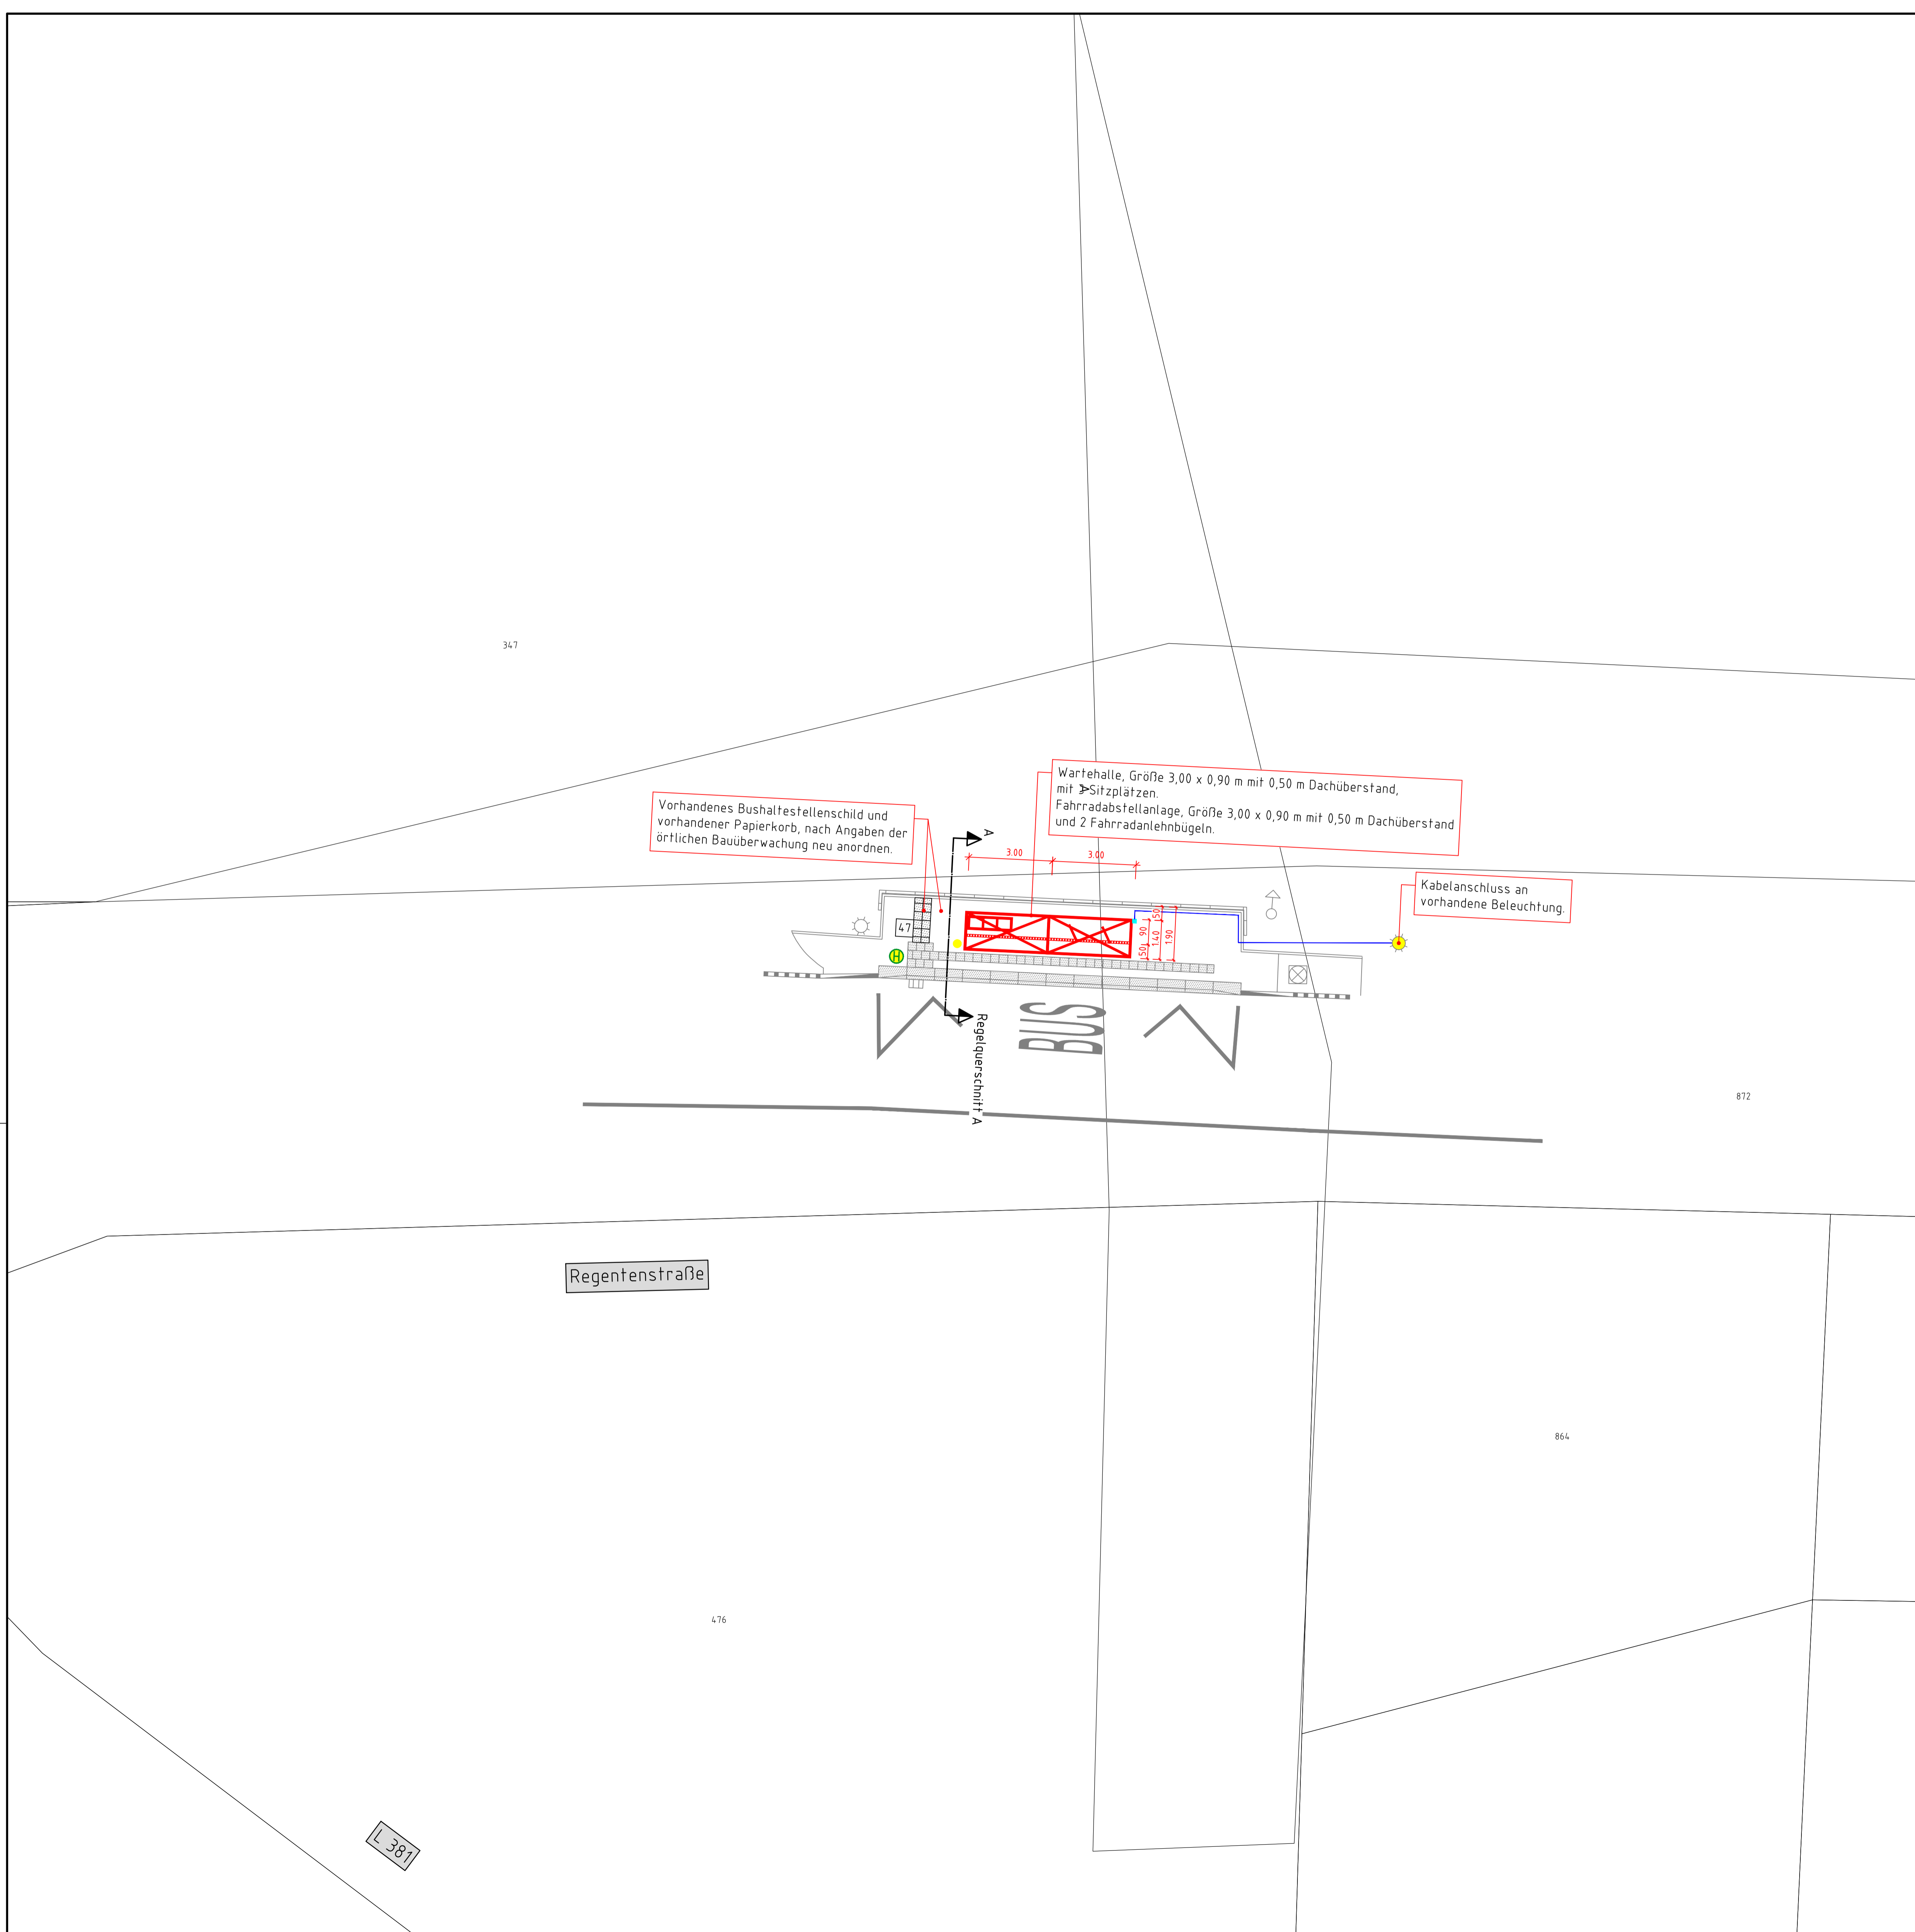 347
Wartehalle, Größe 3,00 x 0,90 m mit 0,50 m Dachüberstand,
mit Sitzplätzen.
Fahrradabstellanlage, Größe 3,00 x 0,90 m mit 0,50 m Dachüberstand
und 2 Fahrradanlehnbügeln.
Vorhandenes Bushaltestellenschild und
vorhandener Papierkorb, nach Angaben der
örtlichen Bauüberwachung neu anordnen.
A
3.00
3.00
Kabelanschluss an
vorhandene Beleuchtung.
47
H
50
90
50
1.40
1.90
BUS
Regelquerschnitt A
872
Regentenstraße
864
476
L 381